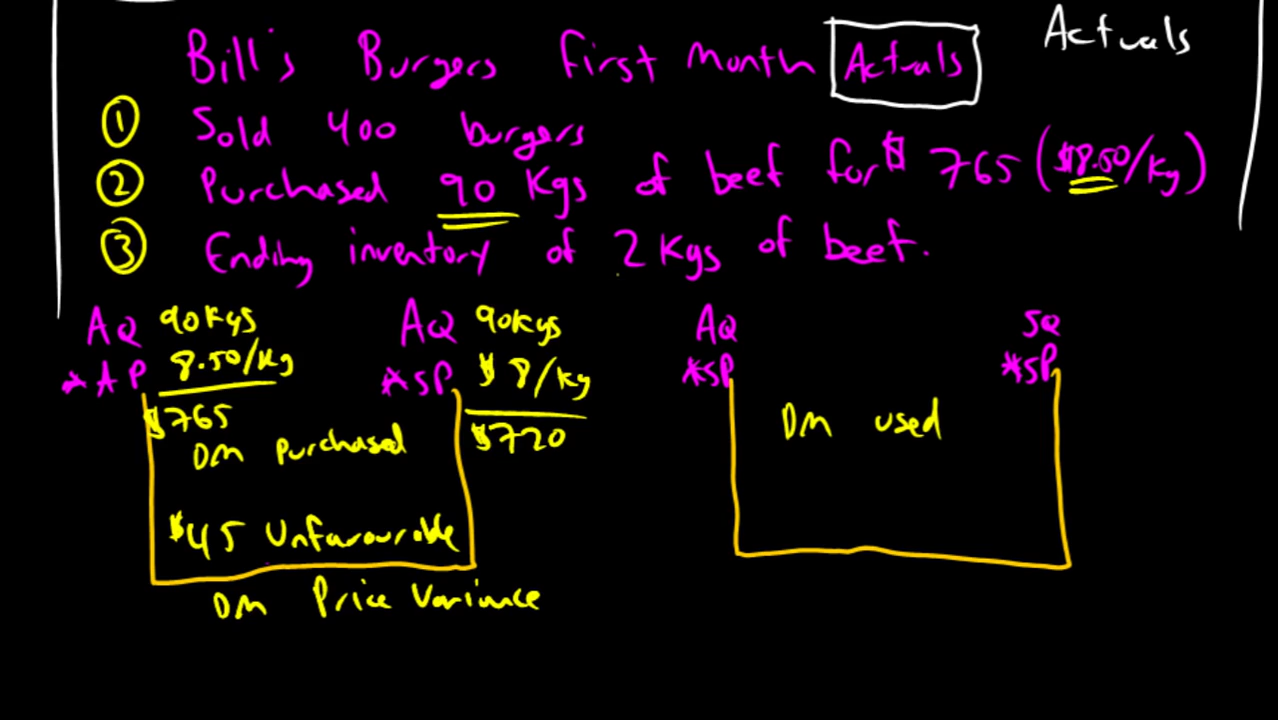 Actuals
Bill's Burgers First Month Actuals
① Sold 400 burgers
② Purchased 90 Kgs of beef for $ 765 ($8.50/Kg)
③ Ending inventory of 2 Kgs of beef.
AQ 90Kgs AQ 90Kgs AQ SQ
*AP 8.50/Kg *SP $8/Kg *SP *SP
$765 $720
DM Purchased DM used
$45 Unfavourable
DM Price Variance